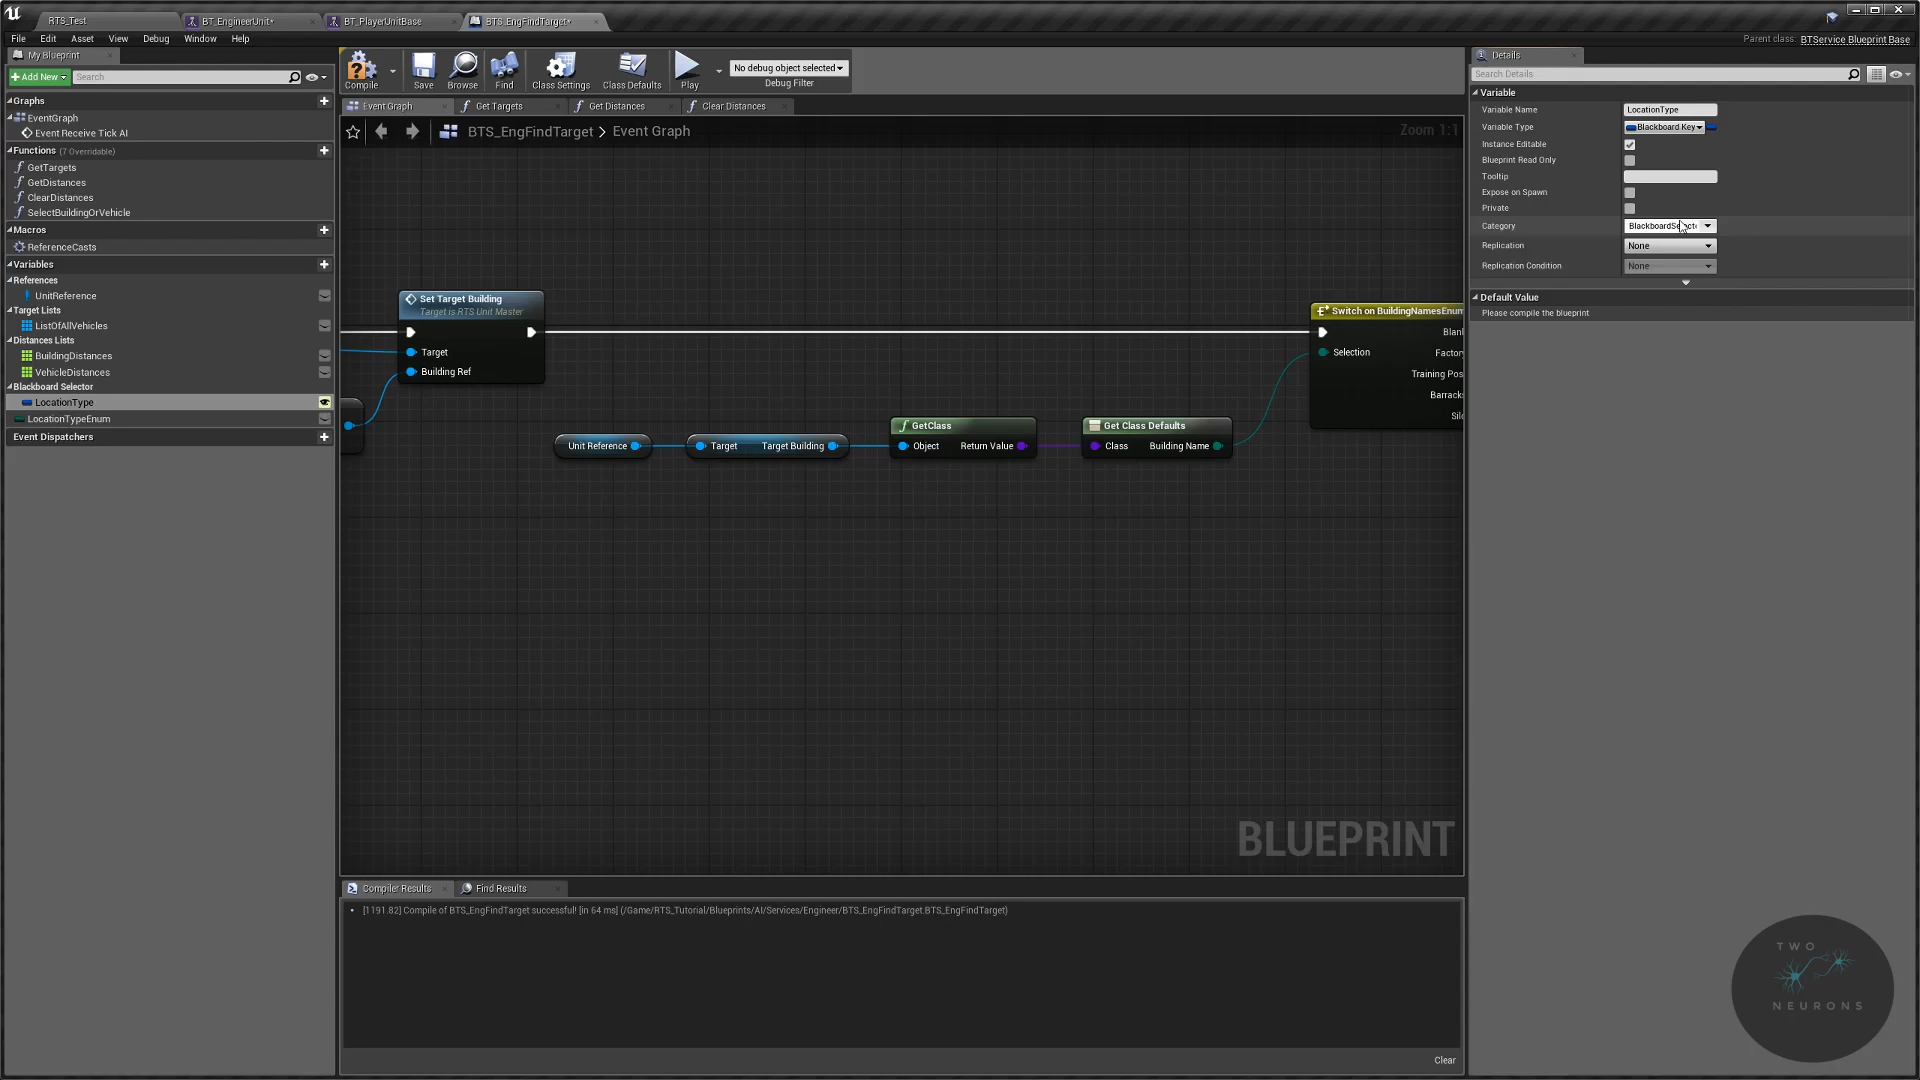 RTS_Test
BT_EngineerUnit*
BT_PlayerUnitBase
BTS_EngFindTarget*
File Edit Asset View Debug Window Help
Parent class: BTService Blueprint Base
My Blueprint
Add New
Search
Graphs
EventGraph
Event Receive Tick AI
Functions (7 Overridable)
GetTargets
GetDistances
ClearDistances
SelectBuildingOrVehicle
Macros
ReferenceCasts
Variables
References
UnitReference
Target Lists
ListOfAllVehicles
Distances Lists
BuildingDistances
VehicleDistances
Blackboard Selector
LocationType
LocationTypeEnum
Event Dispatchers
Compile
Save
Browse
Find
Class Settings
Class Defaults
Play
No debug object selected
Debug Filter
Event Graph
Get Targets
Get Distances
Clear Distances
BTS_EngFindTarget > Event Graph
Zoom 1:1
Set Target Building
Target is RTS Unit Master
Target
Building Ref
Unit Reference
Target Target Building
GetClass
Object Return Value
Get Class Defaults
Class Building Name
Switch on BuildingNamesEnum
Blank
Selection
Factory
Training Pos
Barracks
Silo
BLUEPRINT
Compiler Results
Find Results
[1191.82] Compile of BTS_EngFindTarget successful! [in 64 ms] (/Game/RTS_Tutorial/Blueprints/AI/Services/Engineer/BTS_EngFindTarget.BTS_EngFindTarget)
Clear
Details
Search Details
Variable
Variable Name LocationType
Variable Type Blackboard Key
Instance Editable
Blueprint Read Only
Tooltip
Expose on Spawn
Private
Category
Replication None
Replication Condition None
Default Value
Please compile the blueprint
TWO
NEURONS